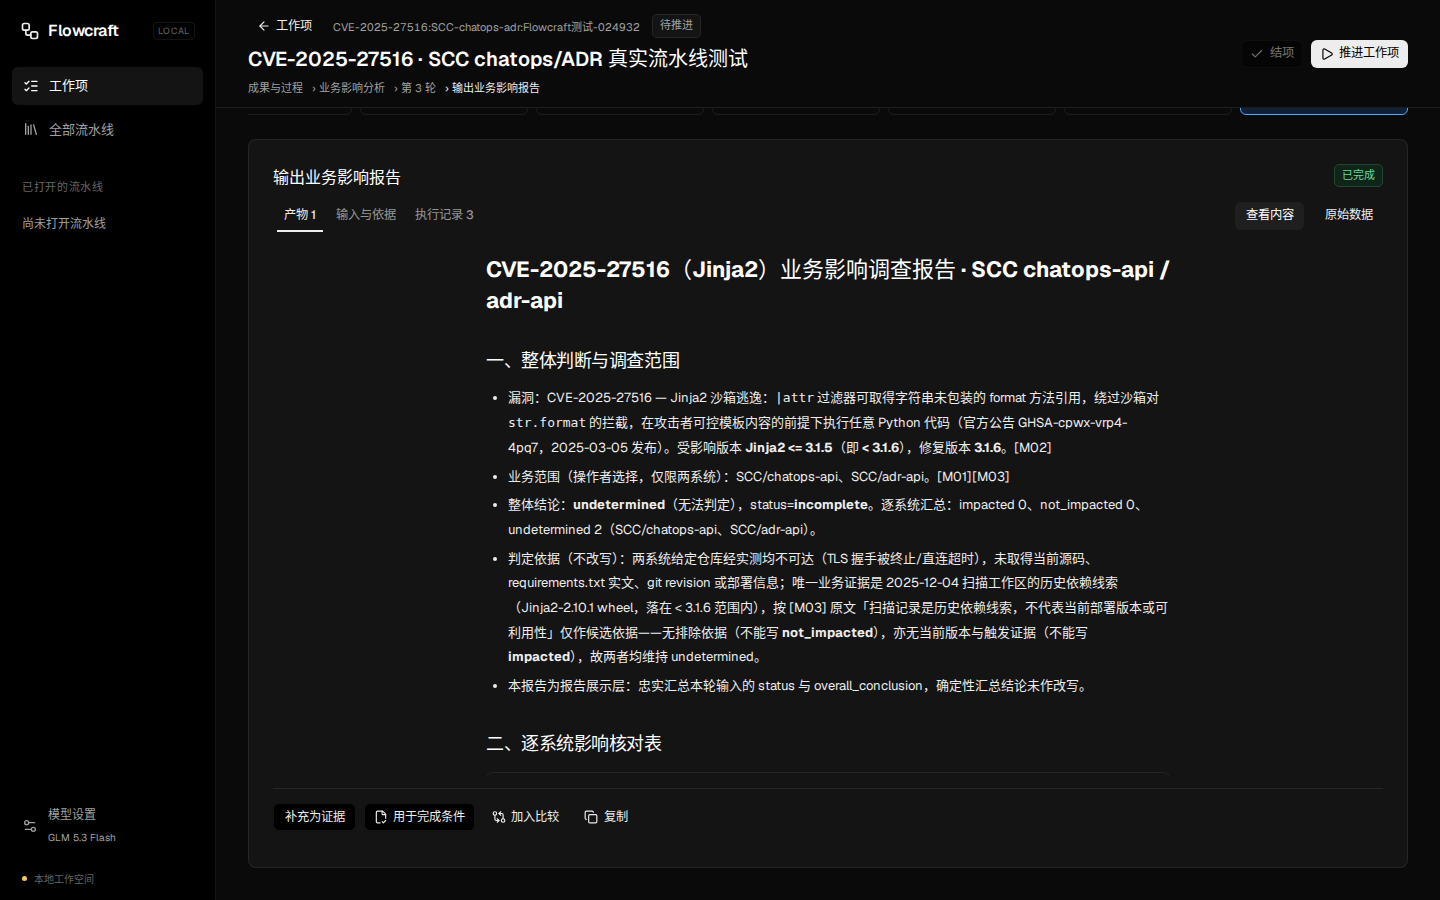 Flowcraft
LOCAL
工作项
全部流水线
已打开的流水线
尚未打开流水线
模型设置
GLM 5.3 Flash
本地工作空间
工作项
CVE-2025-27516:SCC-chatops-adr:Flowcraft测试-024932
待推进
CVE-2025-27516 · SCC chatops/ADR 真实流水线测试
成果与过程 › 业务影响分析 › 第 3 轮 › 输出业务影响报告
结项
推进工作项
输出业务影响报告
已完成
产物 1
输入与依据
执行记录 3
查看内容
原始数据
CVE-2025-27516（Jinja2）业务影响调查报告 · SCC chatops-api /
adr-api
一、整体判断与调查范围
• 漏洞：CVE-2025-27516 — Jinja2 沙箱逃逸：|attr 过滤器可取得字符串未包装的 format 方法引用，绕过沙箱对
str.format 的拦截，在攻击者可控模板内容的前提下执行任意 Python 代码（官方公告 GHSA-cpwx-vrp4-
4pq7，2025-03-05 发布）。受影响版本 Jinja2 <= 3.1.5（即 < 3.1.6），修复版本 3.1.6。[M02]
• 业务范围（操作者选择，仅限两系统）：SCC/chatops-api、SCC/adr-api。[M01][M03]
• 整体结论：undetermined（无法判定），status=incomplete。逐系统汇总：impacted 0、not_impacted 0、
undetermined 2（SCC/chatops-api、SCC/adr-api）。
• 判定依据（不改写）：两系统给定仓库经实测均不可达（TLS 握手被终止/直连超时），未取得当前源码、
requirements.txt 实文、git revision 或部署信息；唯一业务证据是 2025-12-04 扫描工作区的历史依赖线索
（Jinja2-2.10.1 wheel，落在 < 3.1.6 范围内），按 [M03] 原文「扫描记录是历史依赖线索，不代表当前部署版本或可
利用性」仅作候选依据——无排除依据（不能写 not_impacted），亦无当前版本与触发证据（不能写
impacted），故两者均维持 undetermined。
• 本报告为报告展示层：忠实汇总本轮输入的 status 与 overall_conclusion，确定性汇总结论未作改写。
二、逐系统影响核对表
补充为证据
用于完成条件
加入比较
复制